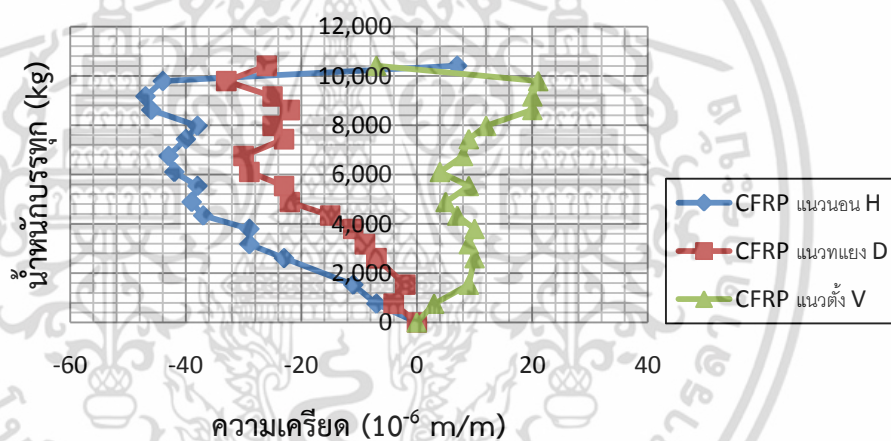 12,000
10,000
8,000
6,000
4,000
2,000
0
น้ำหนักบรรทุก (kg)
-60 -40 -20 0 20 40
ความเครียด (10⁻⁶ m/m)
CFRP แนวนอน H
CFRP แนวทแยง D
CFRP แนวตั้ง V